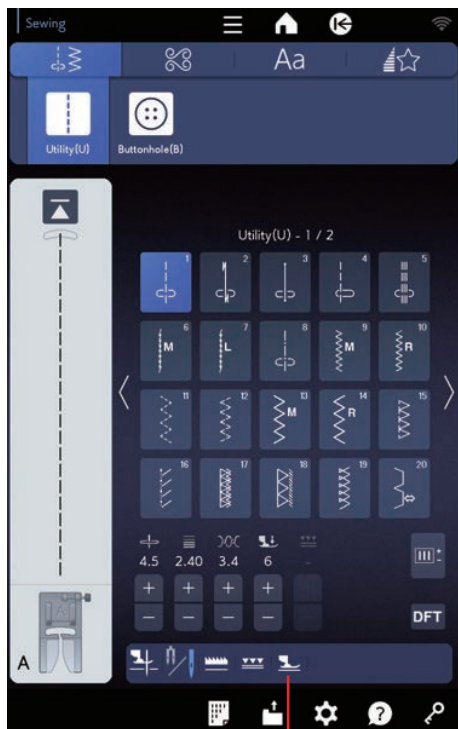 Sewing
Aa
Utility(U)
Buttonhole(B)
Utility(U) - 1 / 2
1
2
3
4
5
6
M
7
L
8
9
M
10
R
11
12
13
M
14
R
15
16
17
18
19
20
4.5
2.40
3.4
6
-
+
+
+
+
−
−
−
−
DFT
A
A
?